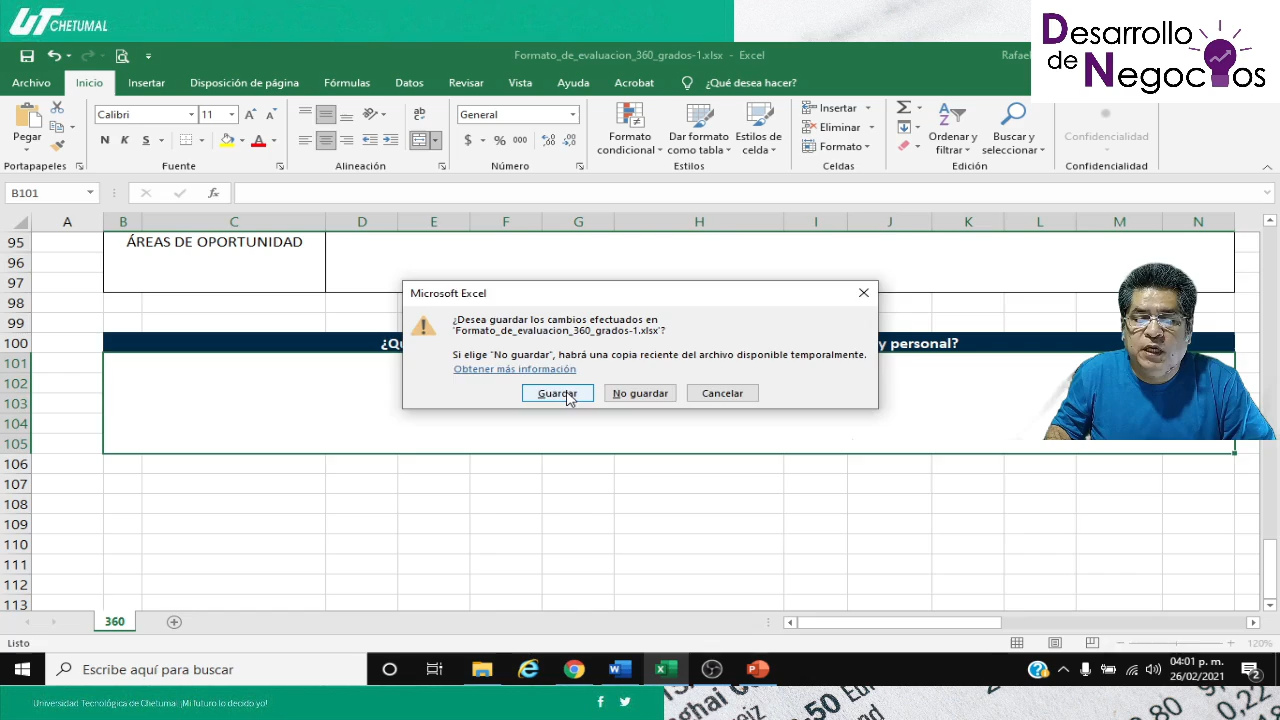 UT CHETUMAL
Desarrollo
de Negocios
Formato_de_evaluacion_360_grados-1.xlsx - Excel
Rafael
Archivo Inicio Insertar Disposición de página Fórmulas Datos Revisar Vista Ayuda Acrobat ¿Qué desea hacer?
Pegar
Portapapeles
Calibri 11
N K S
Fuente
ab
Alineación
General
$ % 000
Número
Formato condicional
Dar formato como tabla
Estilos de celda
Estilos
Insertar
Eliminar
Formato
Celdas
Ordenar y filtrar
Buscar y seleccionar
Edición
Confidencialidad
Confidencialidad
B101 fx
A B C D E F G H I J K L M N
95 ÁREAS DE OPORTUNIDAD
96
97
98
99
100 ¿Qu y personal?
101
102
103
104
105
106
107
108
109
110
111
112
113
Microsoft Excel
¿Desea guardar los cambios efectuados en
'Formato_de_evaluacion_360_grados-1.xlsx'?
Si elige "No guardar", habrá una copia reciente del archivo disponible temporalmente.
Obtener más información
Guardar No guardar Cancelar
360
Listo
120%
Escribe aquí para buscar
04:01 p. m.
26/02/2021
2
Universidad Tecnológica de Chetumal ¡Mi futuro lo decido yo!